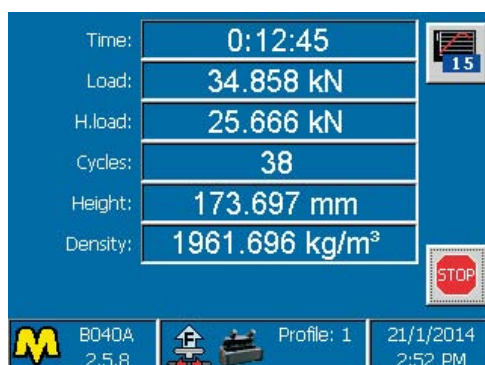 Time: 0:12:45
15
Load: 34.858 kN
H.load: 25.666 kN
Cycles: 38
Height: 173.697 mm
Density: 1961.696 kg/m³
STOP
B040A
2.5.8
F
Profile: 1
21/1/2014
2:52 PM